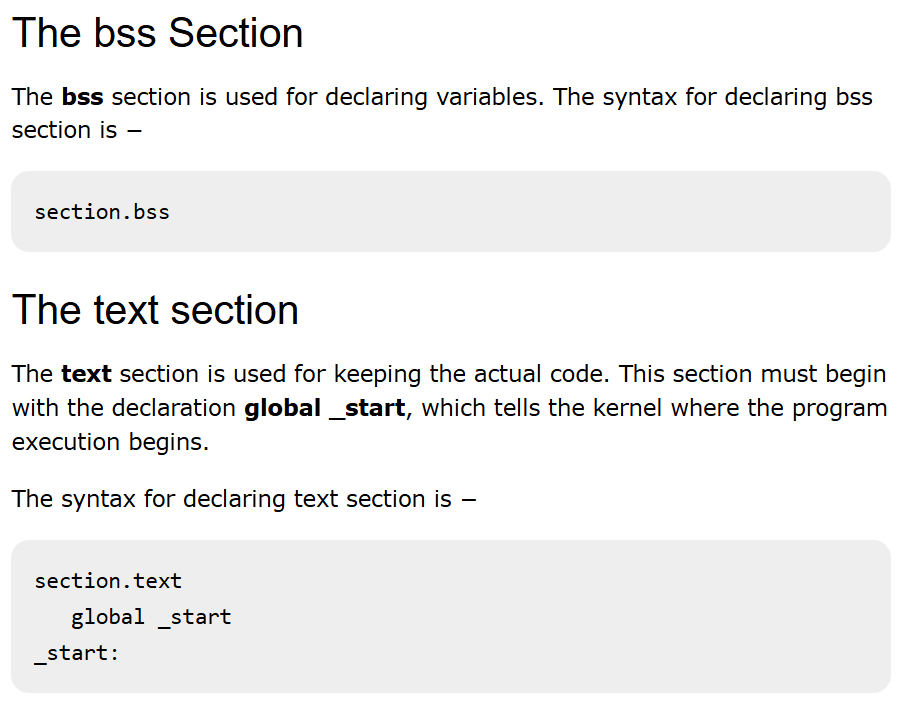 The bss Section
The bss section is used for declaring variables. The syntax for declaring bss
section is −
section.bss
The text section
The text section is used for keeping the actual code. This section must begin
with the declaration global _start, which tells the kernel where the program
execution begins.
The syntax for declaring text section is −
section.text
   global _start
_start: